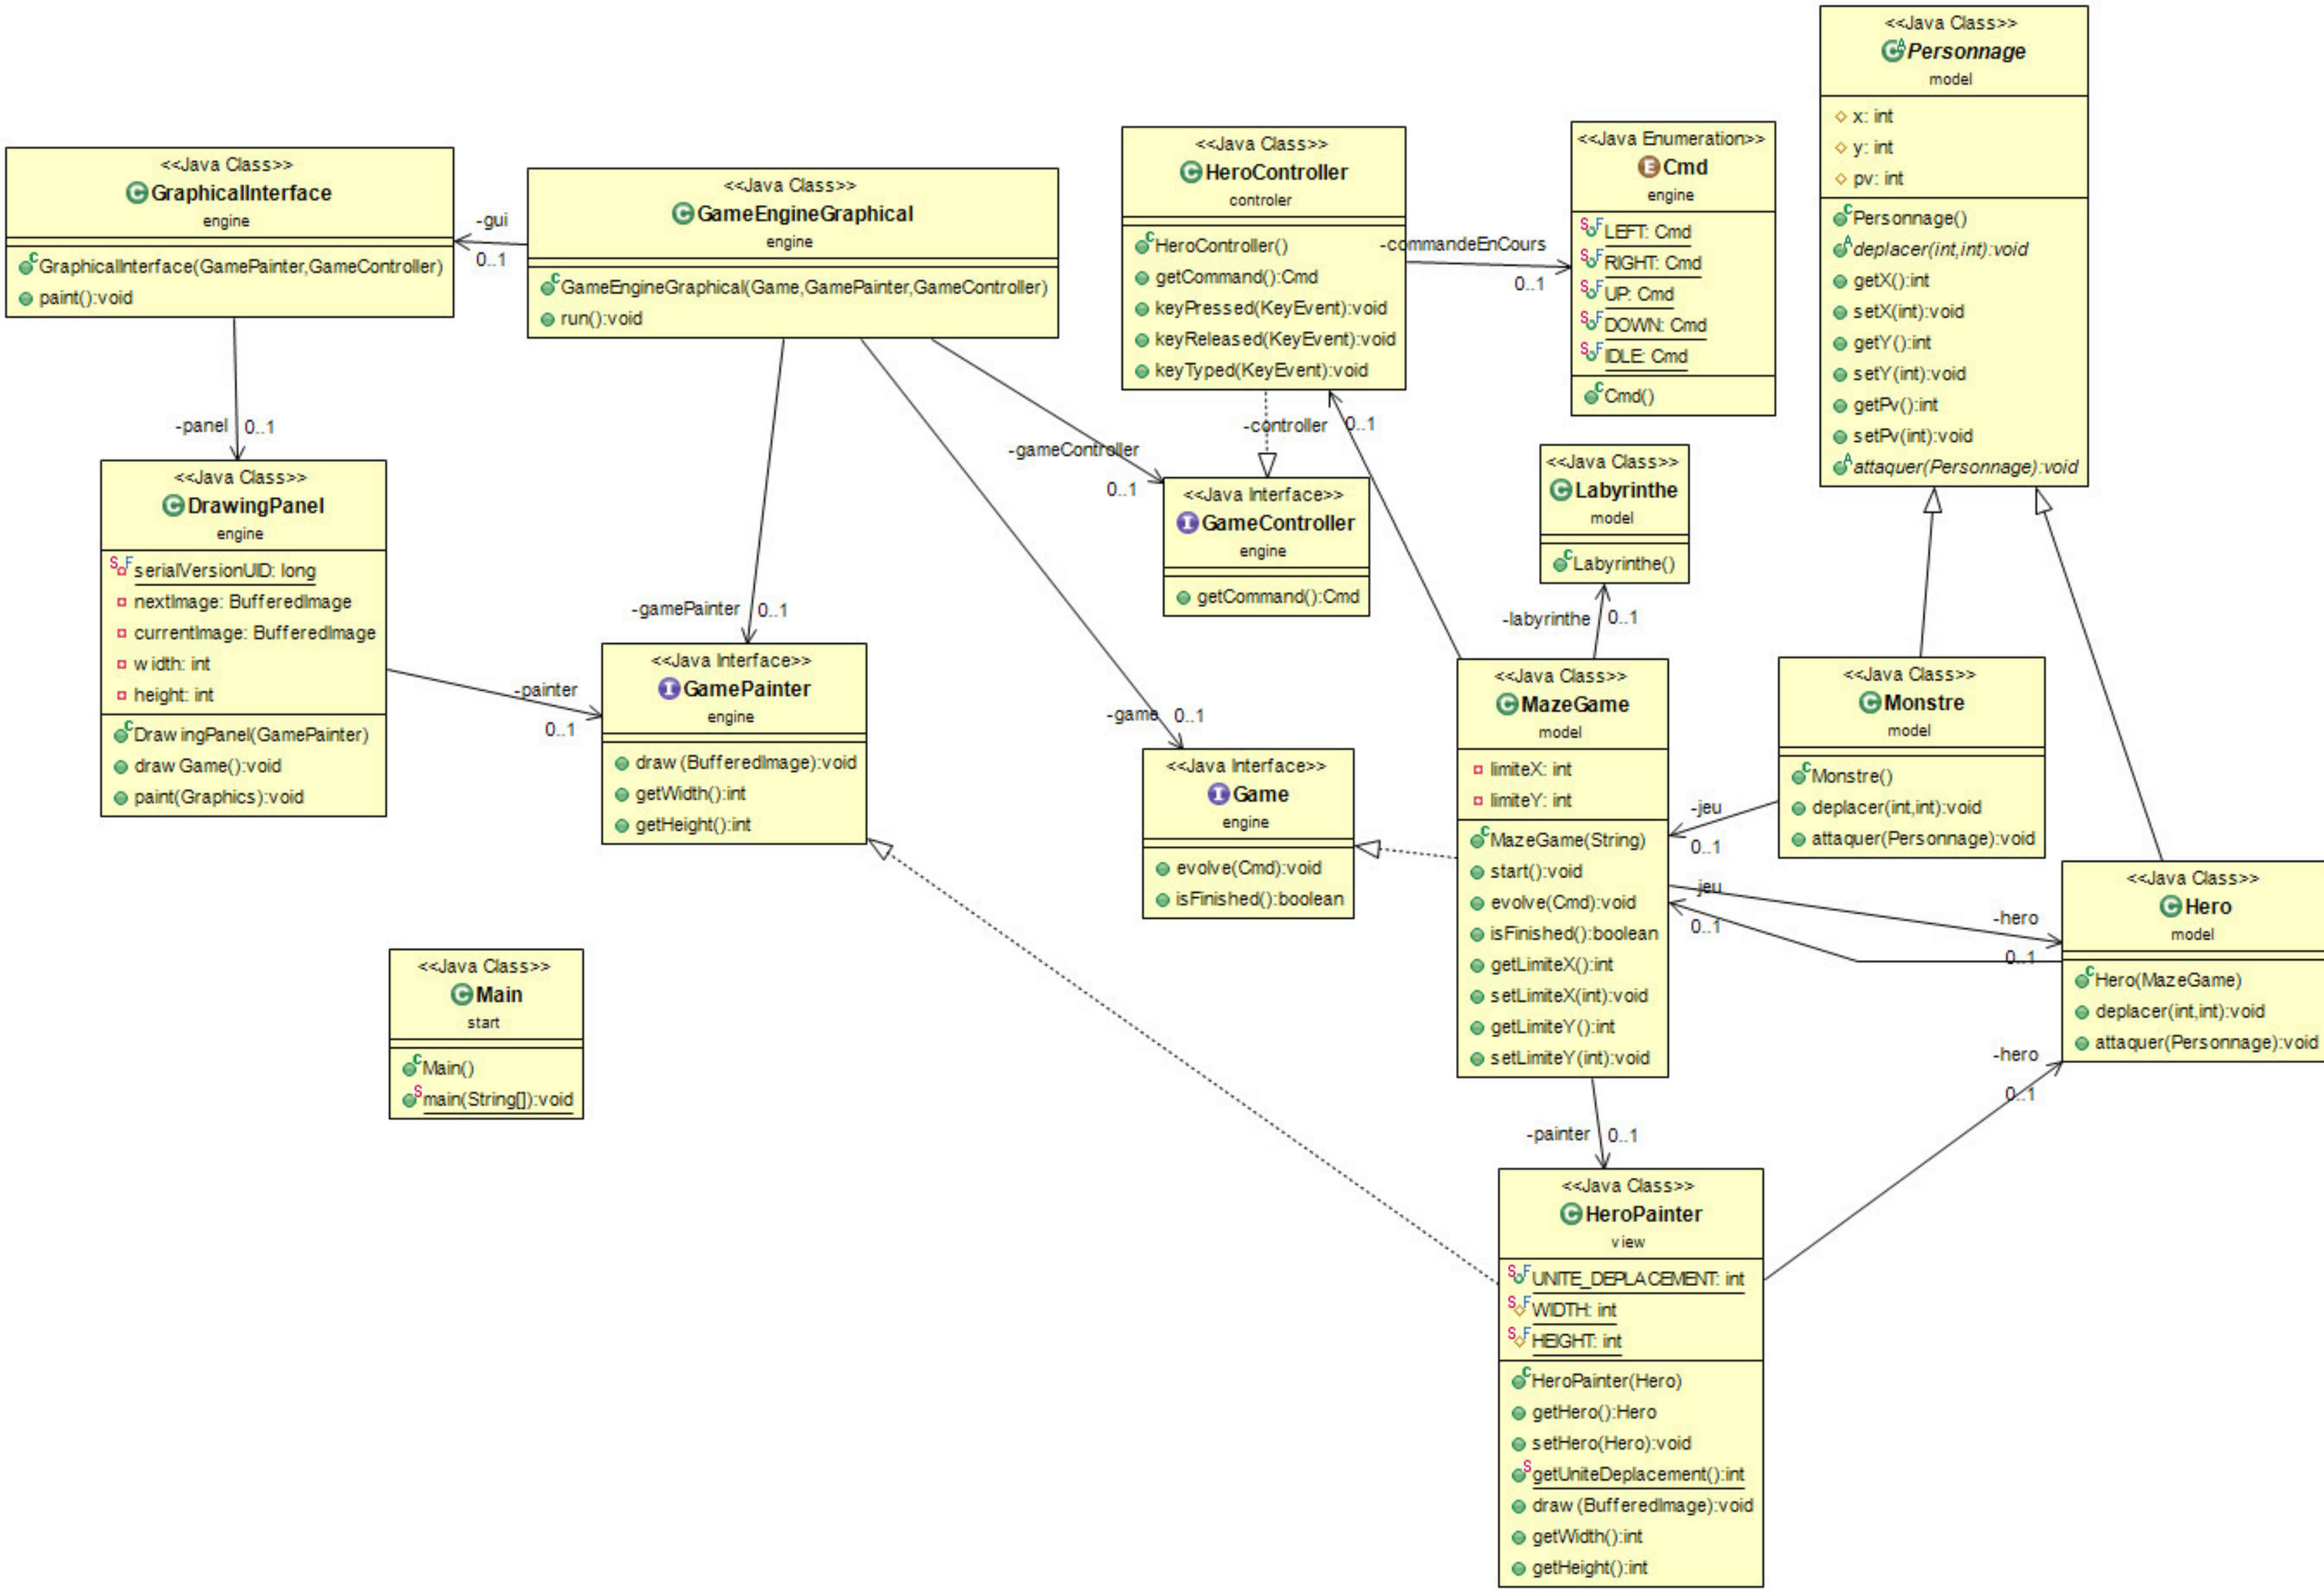 <<Java Class>>
Personnage
model
x: int
y: int
pv: int
Personnage()
deplacer(int,int):void
getX():int
setX(int):void
getY():int
setY(int):void
getPv():int
setPv(int):void
attaquer(Personnage):void
<<Java Class>>
GraphicalInterface
engine
GraphicalInterface(GamePainter,GameController)
paint():void
-gui
0..1
<<Java Class>>
GameEngineGraphical
engine
GameEngineGraphical(Game,GamePainter,GameController)
run():void
<<Java Class>>
HeroController
controler
HeroController()
getCommand():Cmd
keyPressed(KeyEvent):void
keyReleased(KeyEvent):void
keyTyped(KeyEvent):void
-commandeEnCours
0..1
<<Java Enumeration>>
Cmd
engine
LEFT: Cmd
RIGHT: Cmd
UP: Cmd
DOWN: Cmd
IDLE: Cmd
Cmd()
-panel 0..1
-controller 0..1
-gameController
0..1
<<Java Class>>
DrawingPanel
engine
serialVersionUID: long
nextImage: BufferedImage
currentImage: BufferedImage
width: int
height: int
DrawingPanel(GamePainter)
drawGame():void
paint(Graphics):void
<<Java Interface>>
GameController
engine
getCommand():Cmd
<<Java Class>>
Labyrinthe
model
Labyrinthe()
-labyrinthe 0..1
-gamePainter 0..1
-painter
0..1
<<Java Interface>>
GamePainter
engine
draw(BufferedImage):void
getWidth():int
getHeight():int
-game 0..1
<<Java Interface>>
Game
engine
evolve(Cmd):void
isFinished():boolean
<<Java Class>>
MazeGame
model
limiteX: int
limiteY: int
MazeGame(String)
start():void
evolve(Cmd):void
isFinished():boolean
getLimiteX():int
setLimiteX(int):void
getLimiteY():int
setLimiteY(int):void
<<Java Class>>
Monstre
model
Monstre()
deplacer(int,int):void
attaquer(Personnage):void
-jeu
0..1
-jeu
0..1
-hero
0..1
<<Java Class>>
Hero
model
Hero(MazeGame)
deplacer(int,int):void
attaquer(Personnage):void
-hero
0..1
<<Java Class>>
Main
start
Main()
main(String[]):void
-painter 0..1
<<Java Class>>
HeroPainter
view
UNITE_DEPLACEMENT: int
WIDTH: int
HEIGHT: int
HeroPainter(Hero)
getHero():Hero
setHero(Hero):void
getUniteDeplacement():int
draw(BufferedImage):void
getWidth():int
getHeight():int